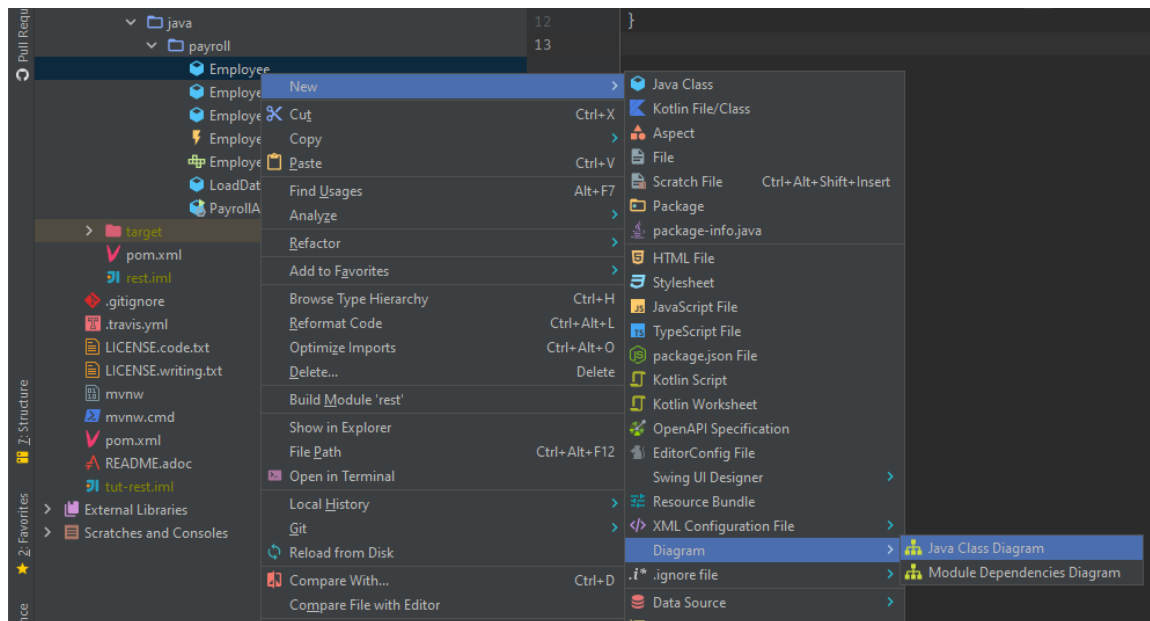 Pull Requ
7: Structure
2: Favorites
java
payroll
Employee
Employe
Employe
Employe
Employe
LoadDat
PayrollA
target
pom.xml
rest.iml
.gitignore
.travis.yml
LICENSE.code.txt
LICENSE.writing.txt
mvnw
mvnw.cmd
pom.xml
README.adoc
tut-rest.iml
External Libraries
Scratches and Consoles
12 }
13
New
Cut Ctrl+X
Copy
Paste Ctrl+V
Find Usages Alt+F7
Analyze
Refactor
Add to Favorites
Browse Type Hierarchy Ctrl+H
Reformat Code Ctrl+Alt+L
Optimize Imports Ctrl+Alt+O
Delete... Delete
Build Module 'rest'
Show in Explorer
File Path Ctrl+Alt+F12
Open in Terminal
Local History
Git
Reload from Disk
Compare With... Ctrl+D
Compare File with Editor
Java Class
Kotlin File/Class
Aspect
File
Scratch File Ctrl+Alt+Shift+Insert
Package
package-info.java
HTML File
Stylesheet
JavaScript File
TypeScript File
package.json File
Kotlin Script
Kotlin Worksheet
OpenAPI Specification
EditorConfig File
Swing UI Designer
Resource Bundle
XML Configuration File
Diagram
.i* .ignore file
Data Source
Java Class Diagram
Module Dependencies Diagram